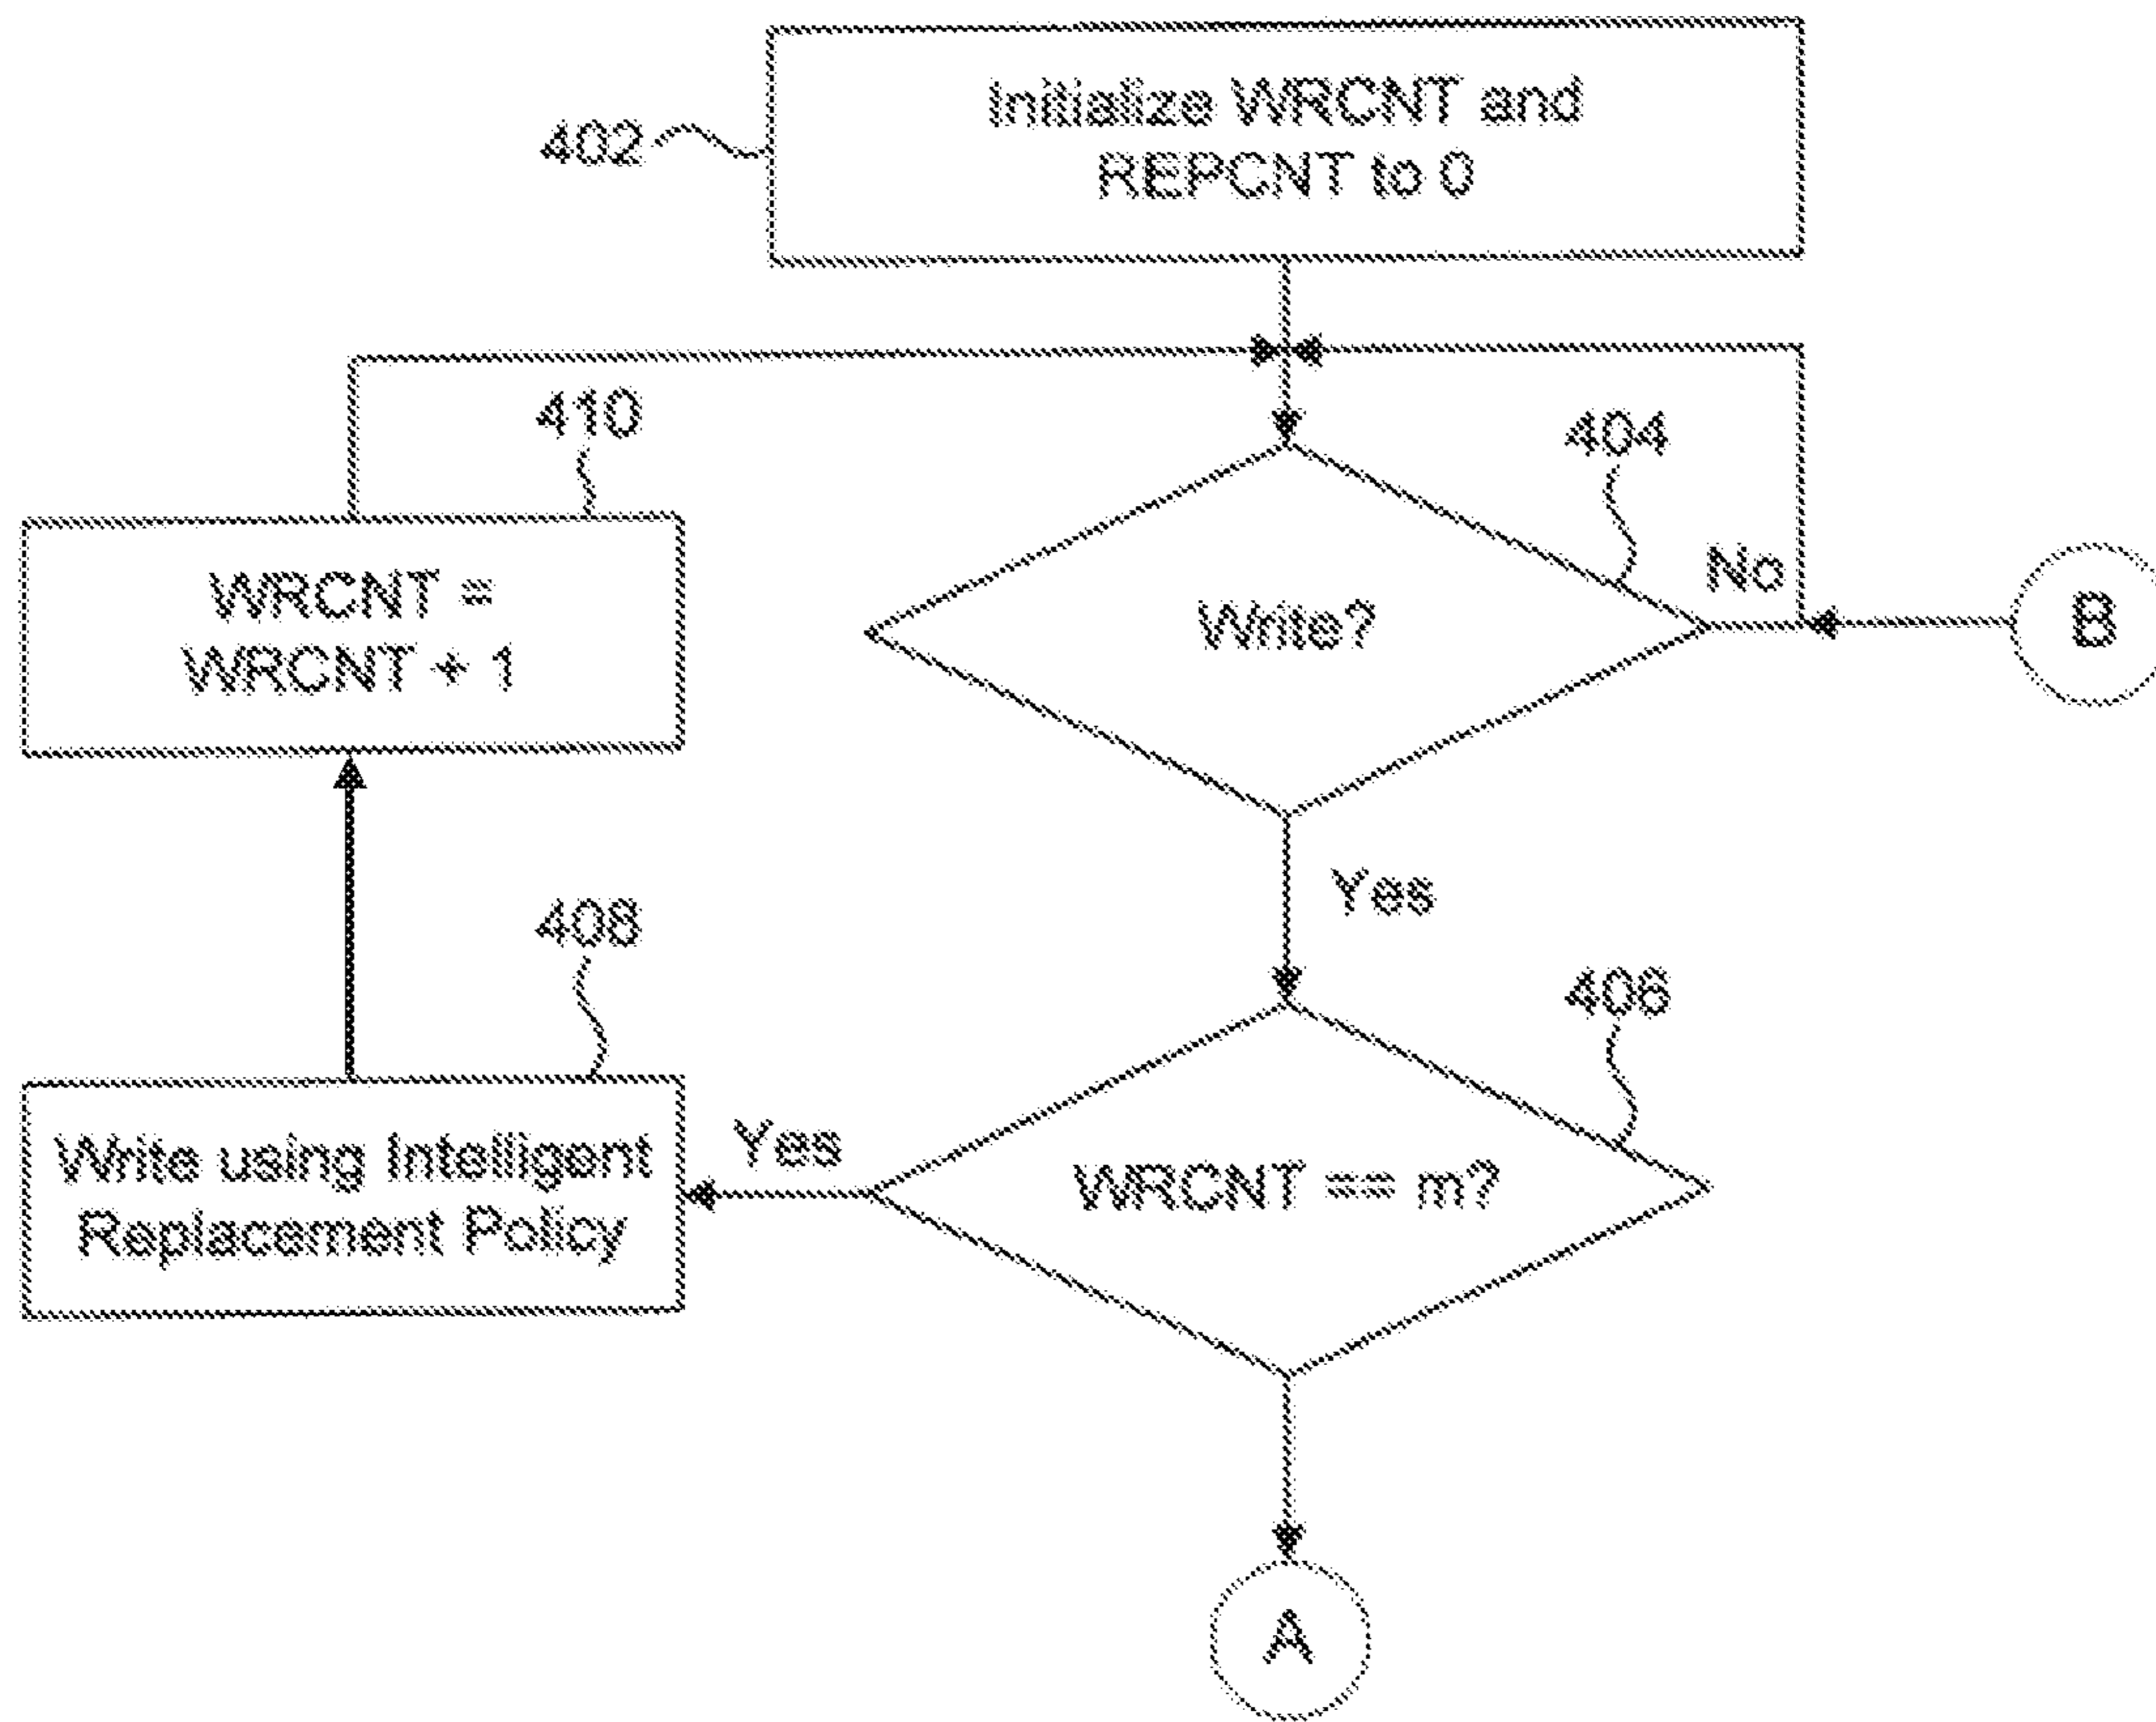 Initialize WRCNT and
REPCNT to 0
402
410
404
WRCNT =
WRCNT + 1
Write?
No
B
Yes
408
406
Write using Intelligent
Replacement Policy
Yes
WRCNT == m?
A